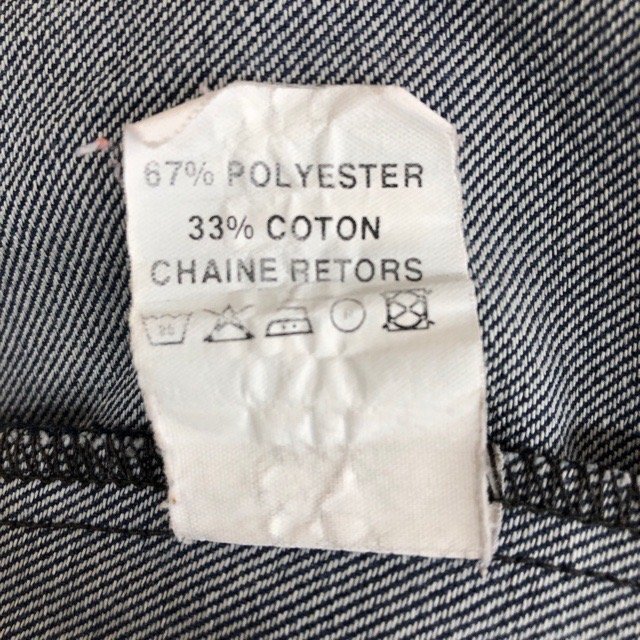 67% POLYESTER
33% COTON
CHAINE RETORS